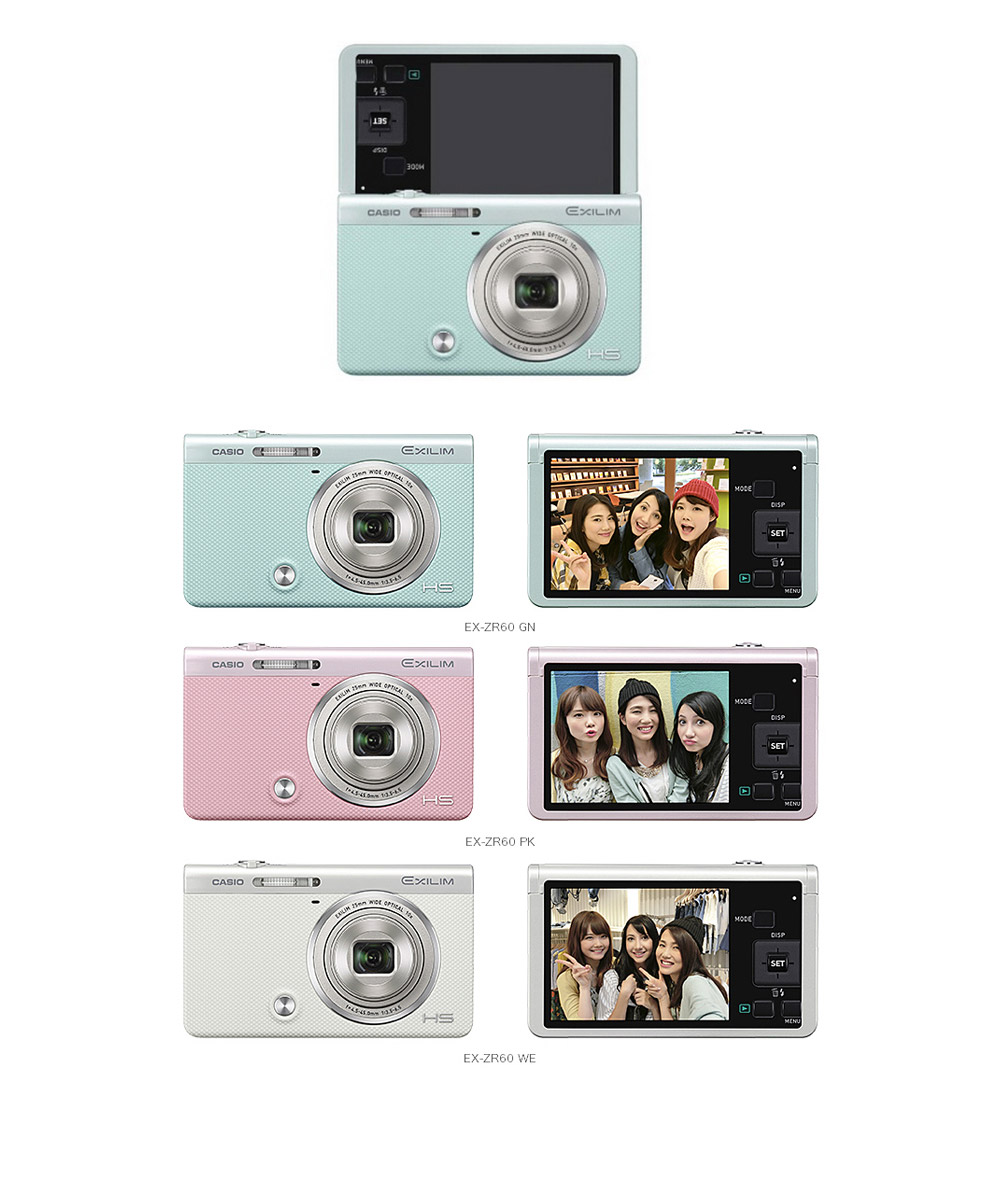 MENU
SET
DISP
MODE
CASIO EXILIM
EXILIM 25mm WIDE OPTICAL 10x
f=4.5-45.0mm 1:3.5-6.5
HS
CASIO EXILIM
EXILIM 25mm WIDE OPTICAL 10x
f=4.5-45.0mm 1:3.5-6.5
HS
MODE
DISP
SET
MENU
EX-ZR60 GN
CASIO EXILIM
EXILIM 25mm WIDE OPTICAL 10x
f=4.5-45.0mm 1:3.5-6.5
HS
MODE
DISP
SET
MENU
EX-ZR60 PK
CASIO EXILIM
EXILIM 25mm WIDE OPTICAL 10x
f=4.5-45.0mm 1:3.5-6.5
HS
MODE
DISP
SET
MENU
EX-ZR60 WE